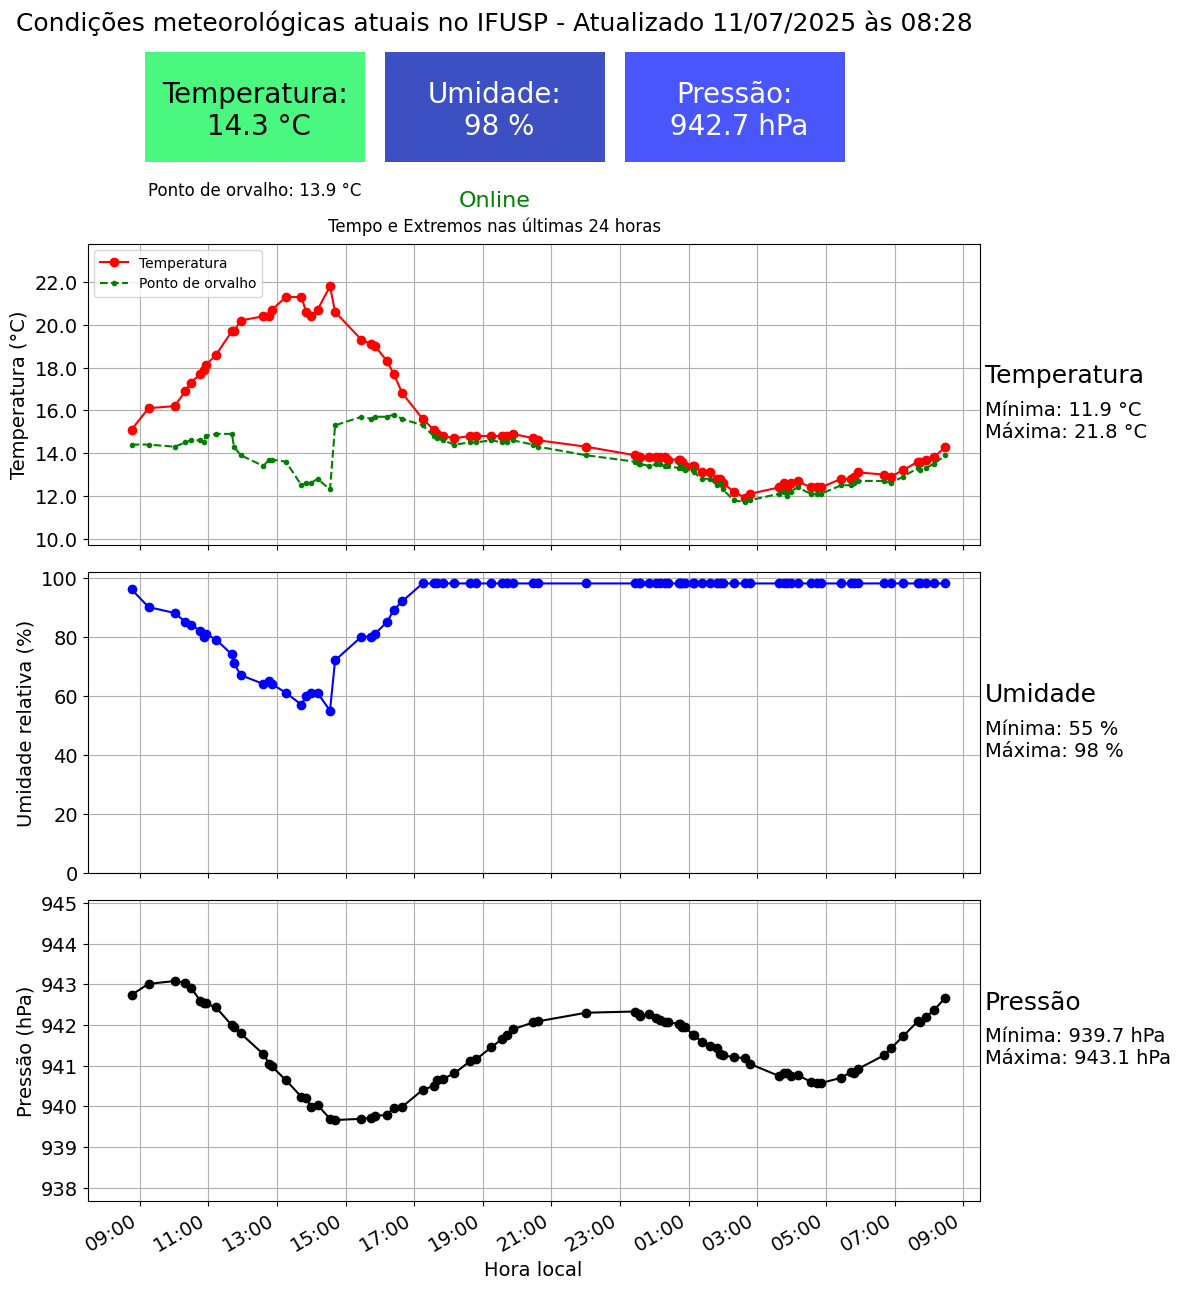 Condições meteorológicas atuais no IFUSP - Atualizado 11/07/2025 às 08:28
Temperatura:
14.3 °C
Umidade:
98 %
Pressão:
942.7 hPa
Ponto de orvalho: 13.9 °C
Online
Tempo e Extremos nas últimas 24 horas
Temperatura (°C)
22.0
20.0
18.0
16.0
14.0
12.0
10.0
Temperatura
Ponto de orvalho
Temperatura
Mínima: 11.9 °C
Máxima: 21.8 °C
Umidade relativa (%)
100
80
60
40
20
0
Umidade
Mínima: 55 %
Máxima: 98 %
Pressão (hPa)
945
944
943
942
941
940
939
938
Pressão
Mínima: 939.7 hPa
Máxima: 943.1 hPa
09:00 11:00 13:00 15:00 17:00 19:00 21:00 23:00 01:00 03:00 05:00 07:00 09:00
Hora local